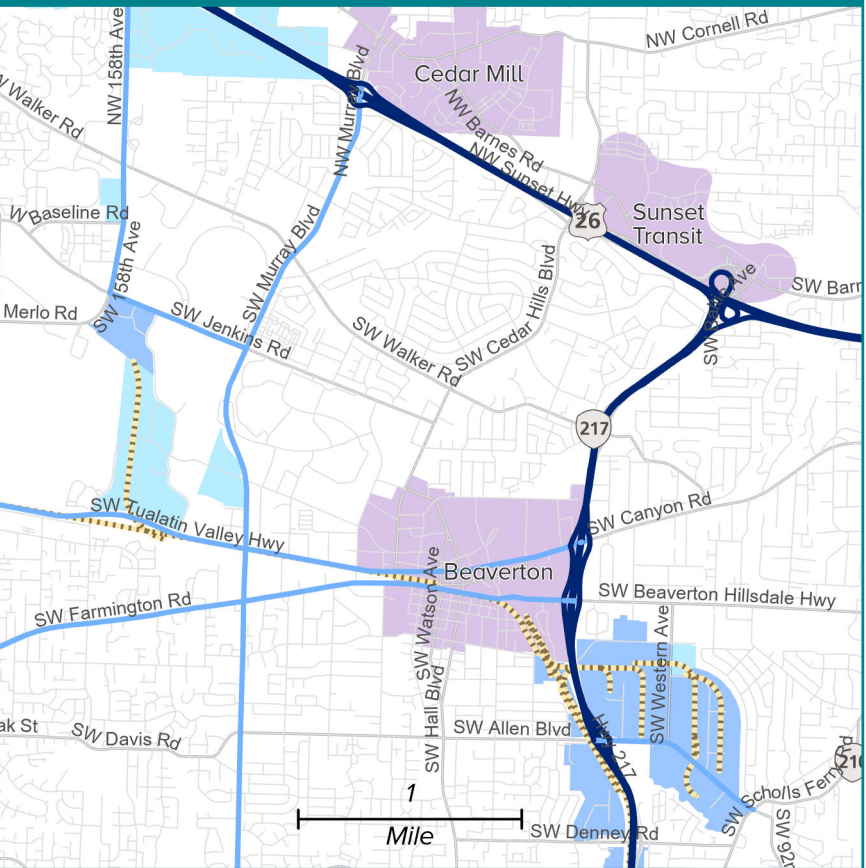 NW 158th Ave
NW Cornell Rd
NW Murray Blvd
Cedar Mill
W Walker Rd
NW Barnes Rd
NW Sunset Hwy
26
Sunset
Transit
W Baseline Rd
SW 158th Ave
SW Murray Blvd
SW Cedar Hills Blvd
SW Barr
Merlo Rd
SW Jenkins Rd
SW Walker Rd
217
SW Canyon Rd
SW Tualatin Valley Hwy
Beaverton
SW Beaverton Hillsdale Hwy
SW Farmington Rd
SW Watson Ave
SW Western Ave
SW Hall Blvd
SW Allen Blvd
Hwy 217
ak St
SW Davis Rd
210
SW Scholls Ferry Rd
1
Mile
SW Denney Rd